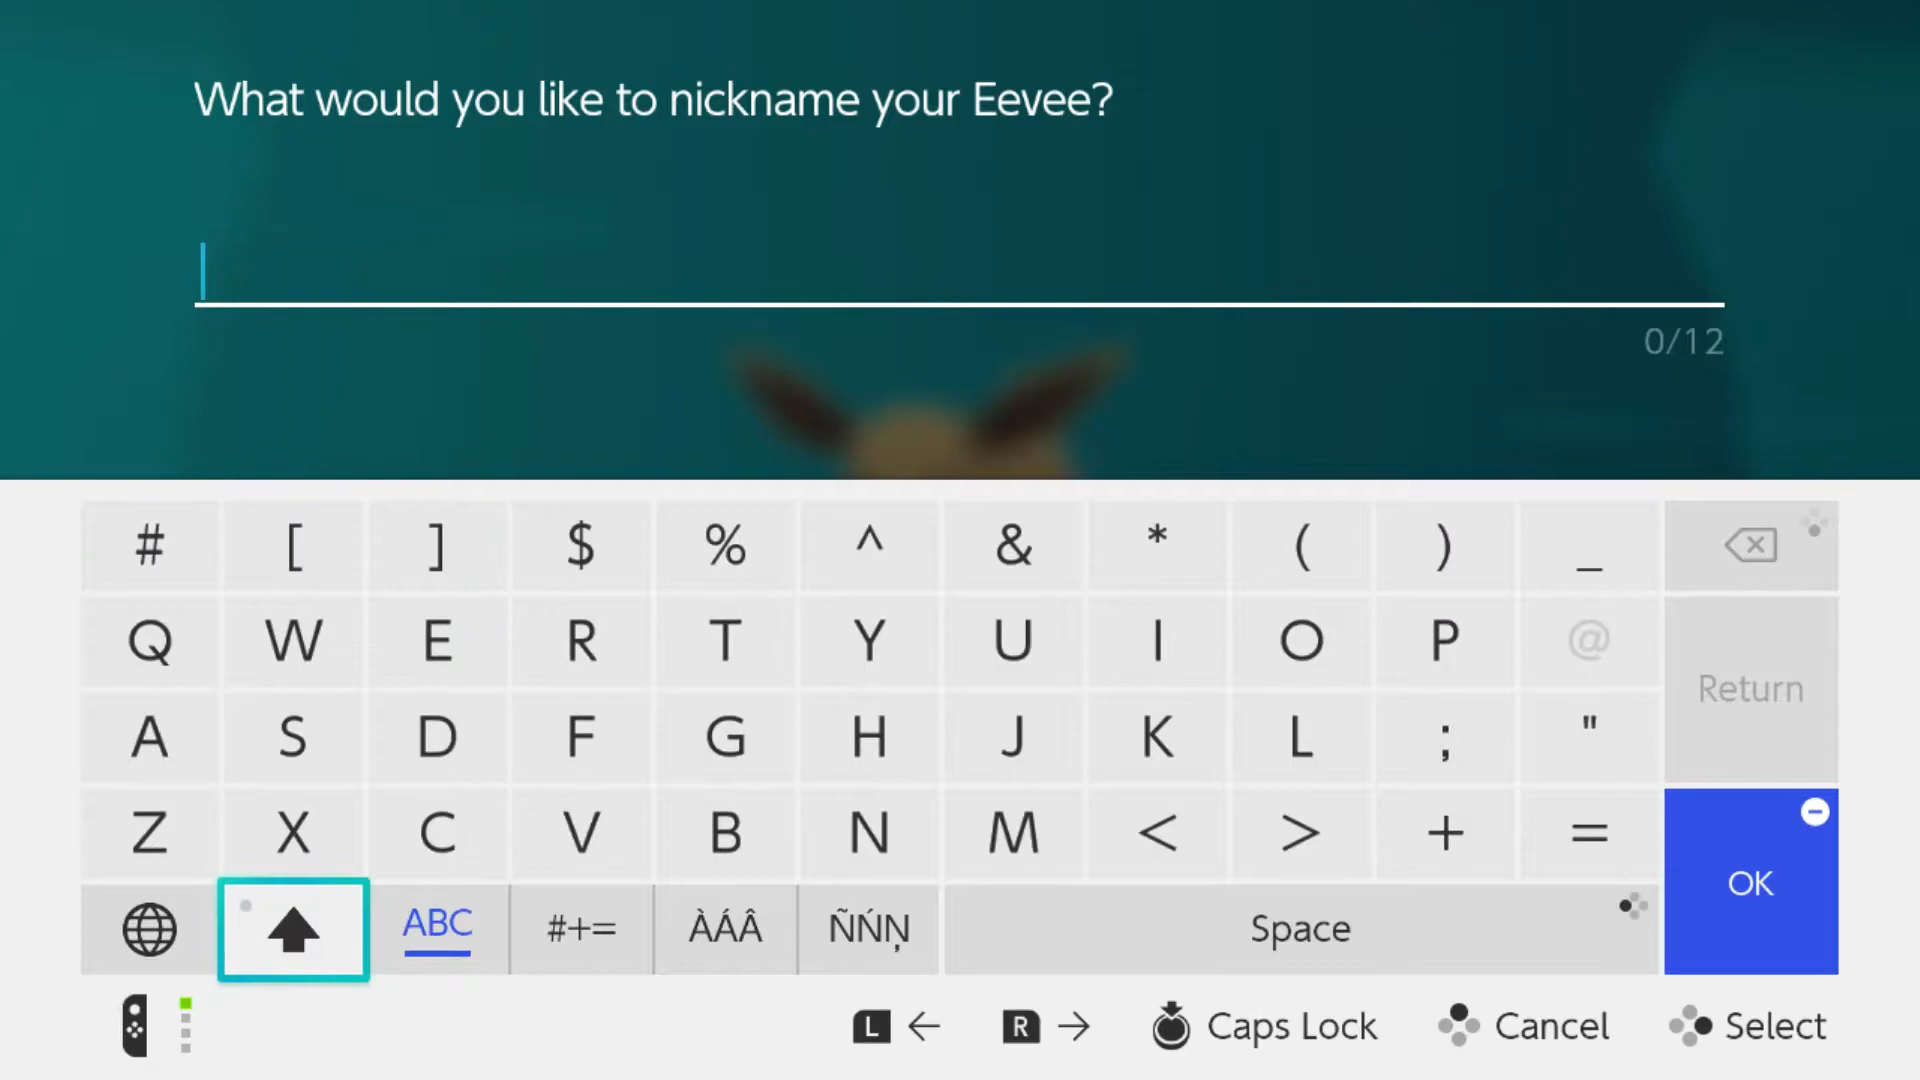 What would you like to nickname your Eevee?
0/12
# [ ] $ % ^ & * ( ) _
Q W E R T Y U I O P @
Return
A S D F G H J K L ; "
Z X C V B N M < > + =
OK
ABC #+= ÀÁÂ ÑŃŅ Space
L ← R → Caps Lock Cancel Select